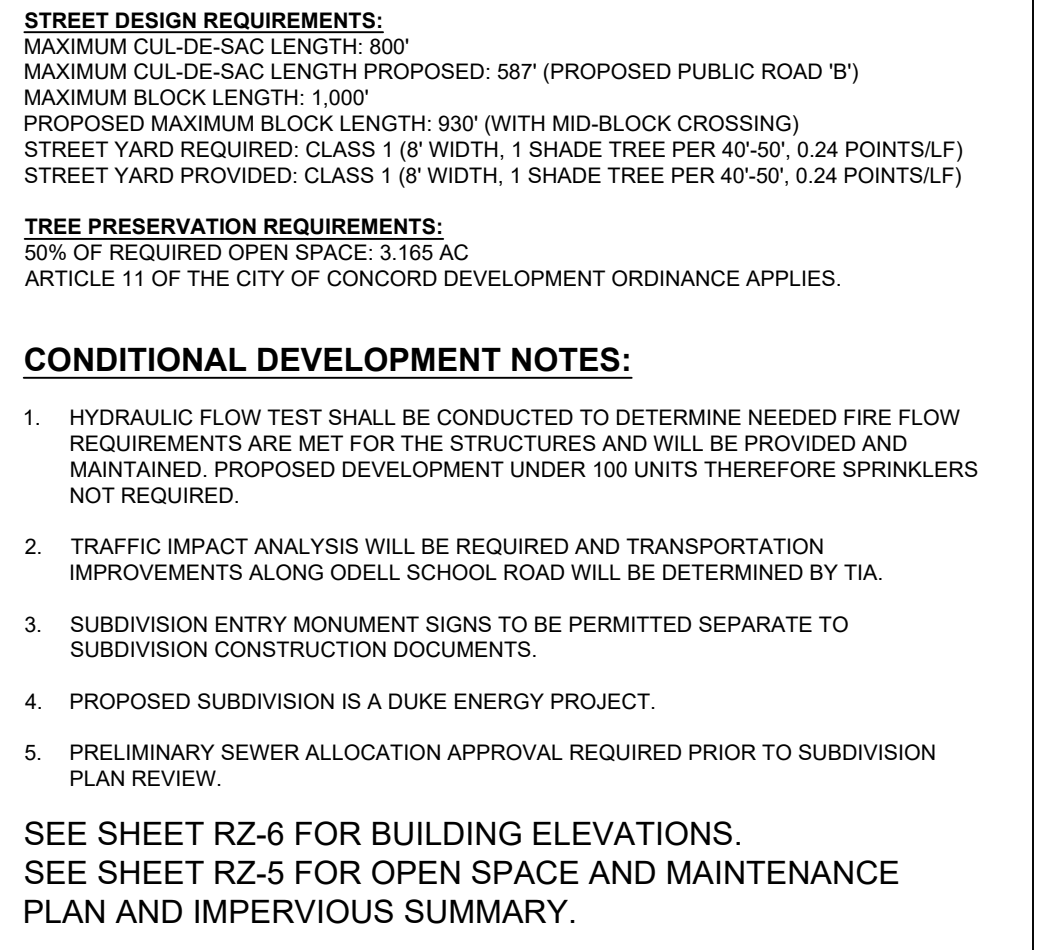 STREET DESIGN REQUIREMENTS:
MAXIMUM CUL-DE-SAC LENGTH: 800'
MAXIMUM CUL-DE-SAC LENGTH PROPOSED: 587' (PROPOSED PUBLIC ROAD 'B')
MAXIMUM BLOCK LENGTH: 1,000'
PROPOSED MAXIMUM BLOCK LENGTH: 930' (WITH MID-BLOCK CROSSING)
STREET YARD REQUIRED: CLASS 1 (8' WIDTH, 1 SHADE TREE PER 40'-50', 0.24 POINTS/LF)
STREET YARD PROVIDED: CLASS 1 (8' WIDTH, 1 SHADE TREE PER 40'-50', 0.24 POINTS/LF)
TREE PRESERVATION REQUIREMENTS:
50% OF REQUIRED OPEN SPACE: 3.165 AC
ARTICLE 11 OF THE CITY OF CONCORD DEVELOPMENT ORDINANCE APPLIES.
CONDITIONAL DEVELOPMENT NOTES:
1. HYDRAULIC FLOW TEST SHALL BE CONDUCTED TO DETERMINE NEEDED FIRE FLOW
REQUIREMENTS ARE MET FOR THE STRUCTURES AND WILL BE PROVIDED AND
MAINTAINED. PROPOSED DEVELOPMENT UNDER 100 UNITS THEREFORE SPRINKLERS
NOT REQUIRED.
2. TRAFFIC IMPACT ANALYSIS WILL BE REQUIRED AND TRANSPORTATION
IMPROVEMENTS ALONG ODELL SCHOOL ROAD WILL BE DETERMINED BY TIA.
3. SUBDIVISION ENTRY MONUMENT SIGNS TO BE PERMITTED SEPARATE TO
SUBDIVISION CONSTRUCTION DOCUMENTS.
4. PROPOSED SUBDIVISION IS A DUKE ENERGY PROJECT.
5. PRELIMINARY SEWER ALLOCATION APPROVAL REQUIRED PRIOR TO SUBDIVISION
PLAN REVIEW.
SEE SHEET RZ-6 FOR BUILDING ELEVATIONS.
SEE SHEET RZ-5 FOR OPEN SPACE AND MAINTENANCE
PLAN AND IMPERVIOUS SUMMARY.